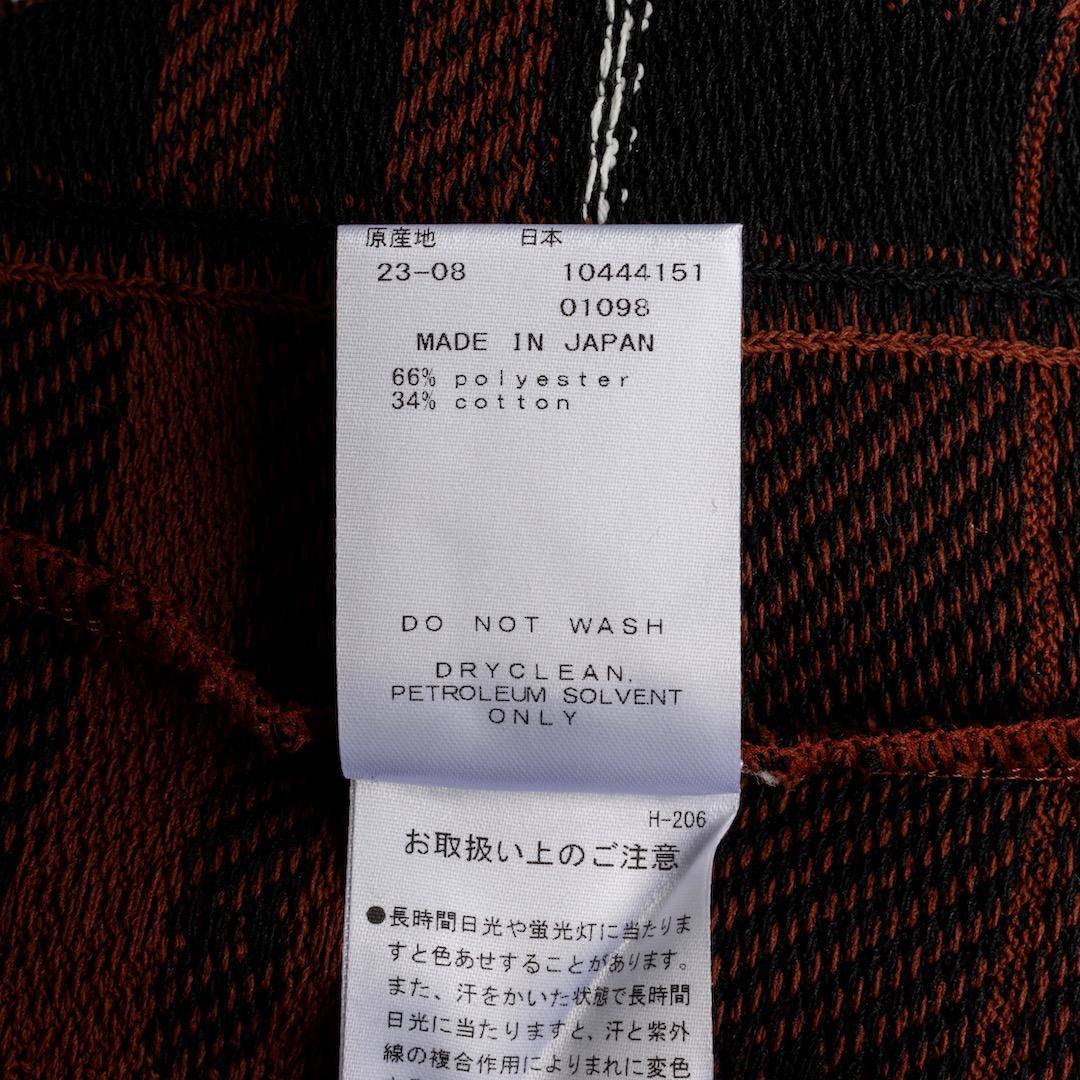 原産地 日本
23-08 10444151
01098
MADE IN JAPAN
66% polyester
34% cotton
DO NOT WASH
DRYCLEAN.
PETROLEUM SOLVENT
ONLY
H-206
お取扱い上のご注意
●長時間日光や蛍光灯に当たりま
すと色あせすることがあります。
また、汗をかいた状態で長時間
日光に当たりますと、汗と紫外
線の複合作用によりまれに変色